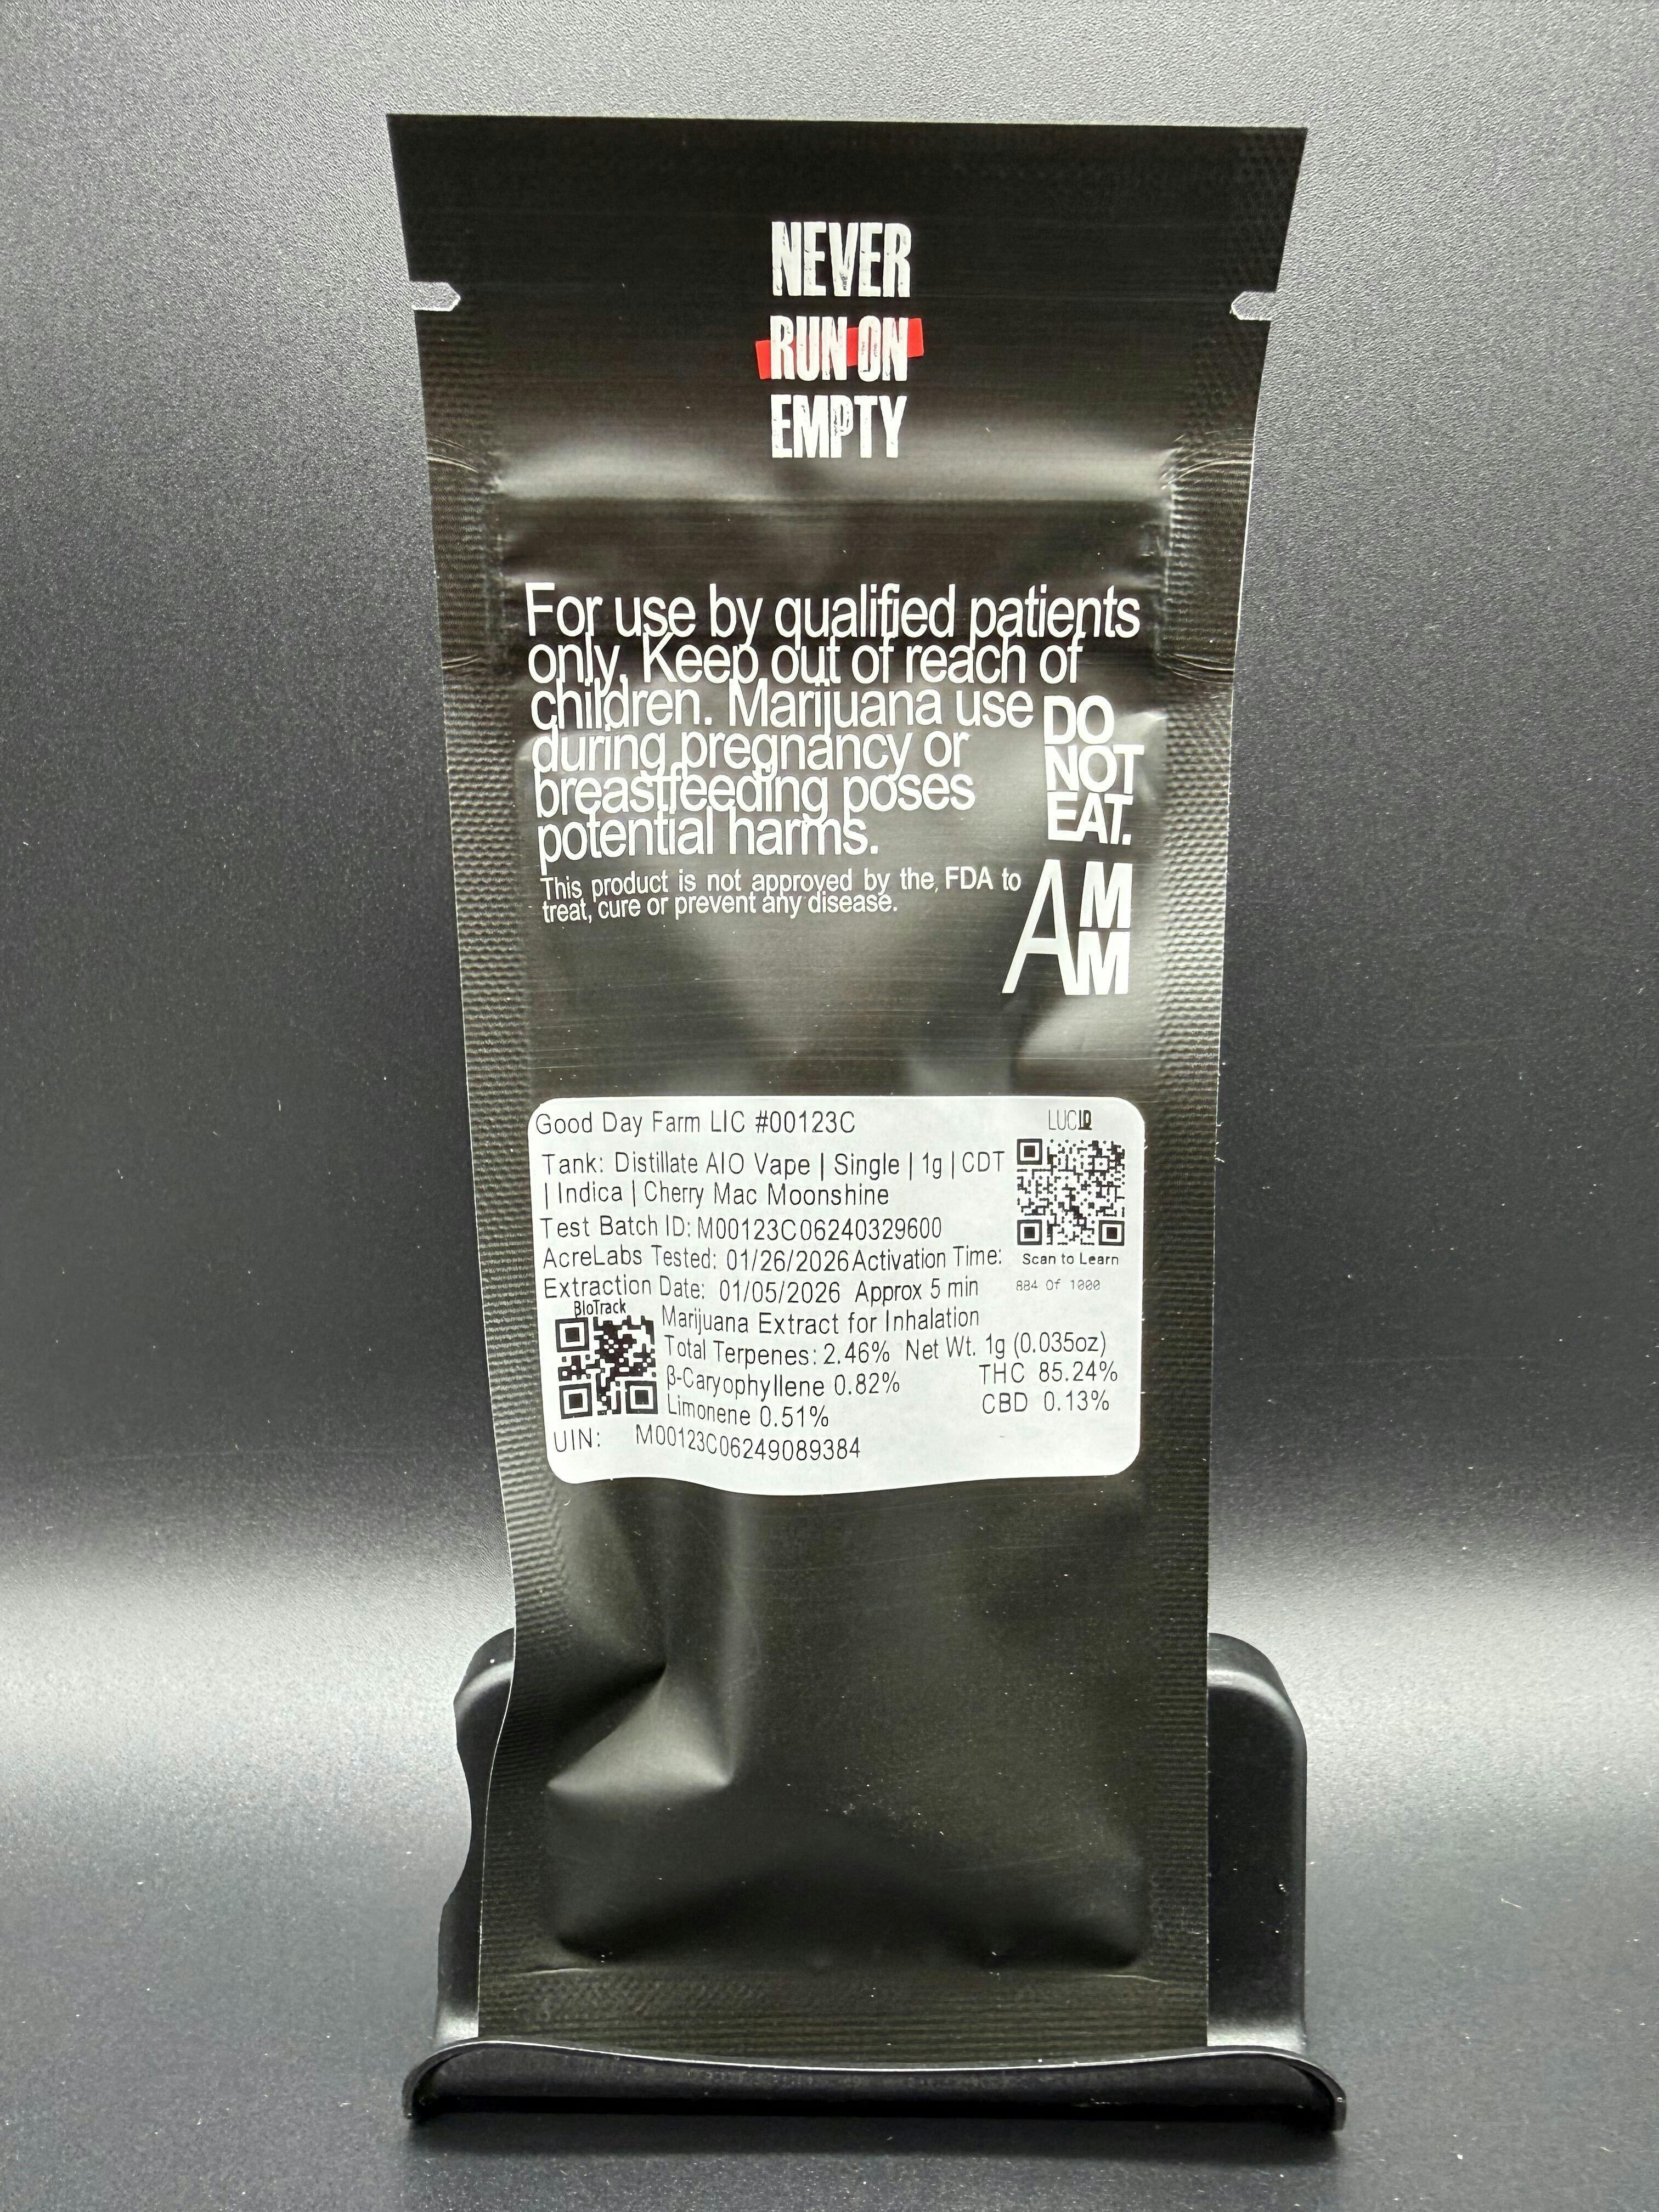 NEVER
RUN ON
EMPTY
For use by qualified patients
only. Keep out of reach of
children. Marijuana use
during pregnancy or
breastfeeding poses
potential harms.
DO
NOT
EAT.
This product is not approved by the FDA to
treat, cure or prevent any disease.
AMM
Good Day Farm LIC #00123C
LUCID
Tank: Distillate AIO Vape | Single | 1g | CDT
| Indica | Cherry Mac Moonshine
Test Batch ID: M00123C06240329600
AcreLabs Tested: 01/26/2026 Activation Time:
Scan to Learn
Extraction Date: 01/05/2026 Approx 5 min
884 Of 1000
BioTrack
Marijuana Extract for Inhalation
Total Terpenes: 2.46% Net Wt. 1g (0.035oz)
β-Caryophyllene 0.82% THC 85.24%
Limonene 0.51% CBD 0.13%
UIN: M00123C06249089384